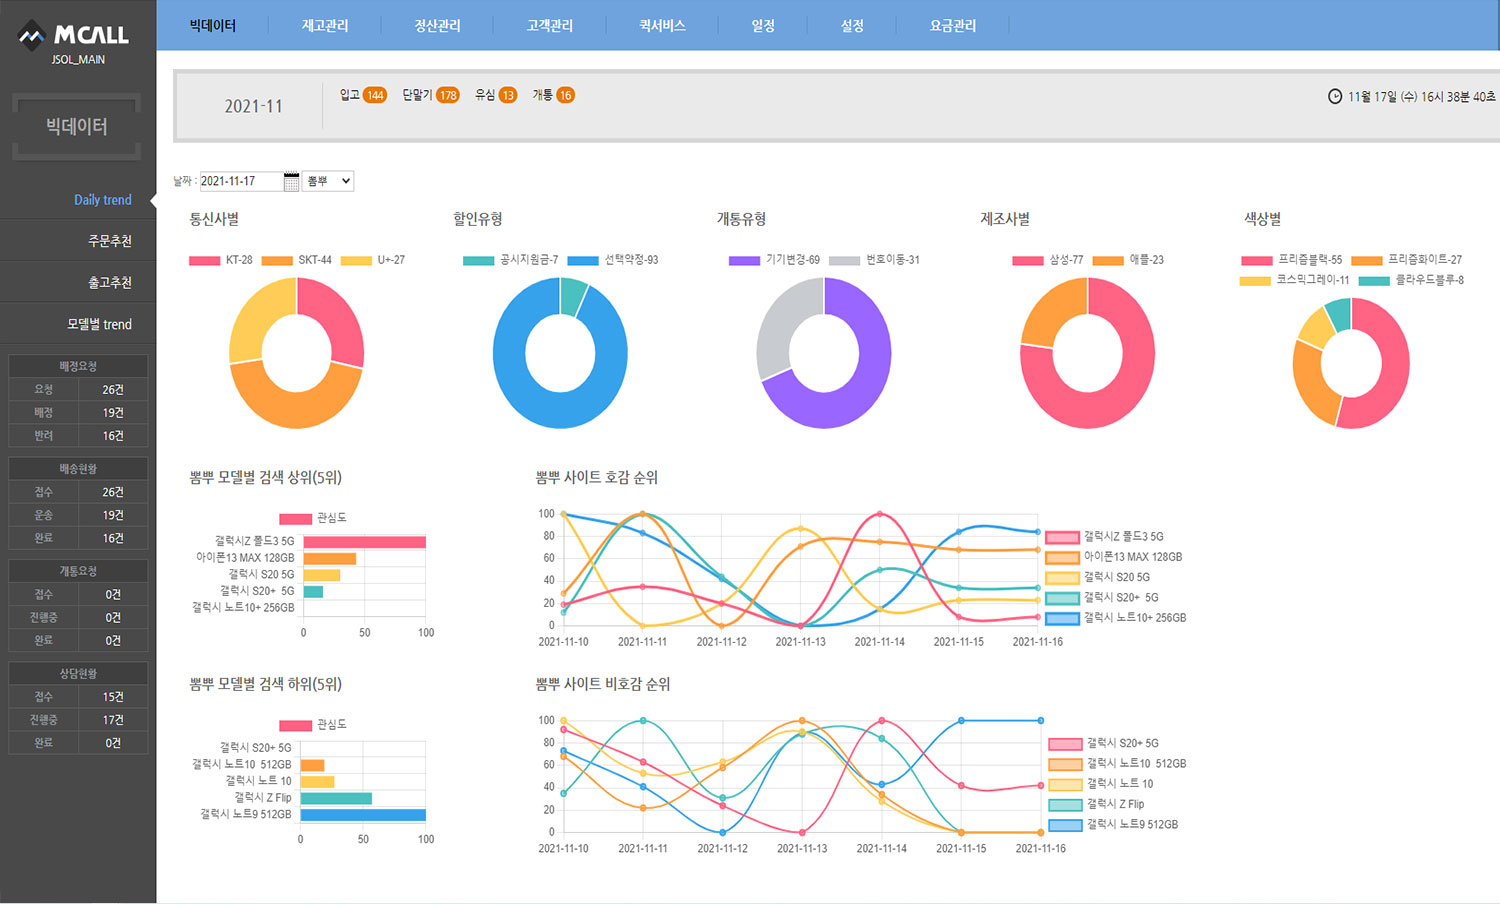 MCALL
JSOL_MAIN
빅데이터
Daily trend
주문추천
출고추천
모델별 trend
배정요청
요청 26건
배정 19건
반려 16건
배송현황
접수 26건
운송 19건
완료 16건
개통요청
접수 0건
진행중 0건
완료 0건
상담현황
접수 15건
진행중 17건
완료 0건
빅데이터 재고관리 정산관리 고객관리 퀵서비스 일정 설정 요금관리
2021-11
입고 144 단말기 178 유심 13 개통 16
11월 17일 (수) 16시 38분 40초
날짜 : 2021-11-17 뽐뿌
통신사별
KT-28 SKT-44 U+-27
할인유형
공시지원금-7 선택약정-93
개통유형
기기변경-69 번호이동-31
제조사별
삼성-77 애플-23
색상별
프리즘블랙-55 프리즘화이트-27
코스믹그레이-11 클라우드블루-8
뽐뿌 모델별 검색 상위(5위)
관심도
갤럭시Z 폴드3 5G
아이폰13 MAX 128GB
갤럭시 S20 5G
갤럭시 S20+ 5G
갤럭시 노트10+ 256GB
0 50 100
뽐뿌 사이트 호감 순위
100
80
60
40
20
0
2021-11-10 2021-11-11 2021-11-12 2021-11-13 2021-11-14 2021-11-15 2021-11-16
갤럭시Z 폴드3 5G
아이폰13 MAX 128GB
갤럭시 S20 5G
갤럭시 S20+ 5G
갤럭시 노트10+ 256GB
뽐뿌 모델별 검색 하위(5위)
관심도
갤럭시 S20+ 5G
갤럭시 노트10 512GB
갤럭시 노트 10
갤럭시 Z Flip
갤럭시 노트9 512GB
0 50 100
뽐뿌 사이트 비호감 순위
100
80
60
40
20
0
2021-11-10 2021-11-11 2021-11-12 2021-11-13 2021-11-14 2021-11-15 2021-11-16
갤럭시 S20+ 5G
갤럭시 노트10 512GB
갤럭시 노트 10
갤럭시 Z Flip
갤럭시 노트9 512GB